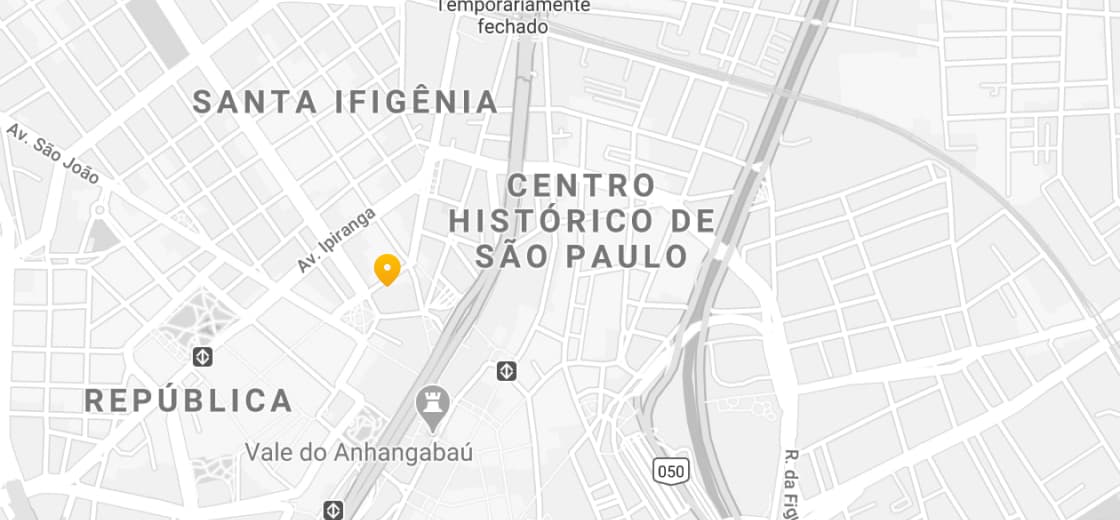 Temporariamente
fechado
SANTA IFIGÊNIA
Av. São João
CENTRO
HISTÓRICO DE
SÃO PAULO
Av. Ipiranga
REPÚBLICA
Vale do Anhangabaú
050
R. da Fig